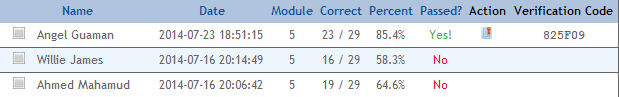 Name Date Module Correct Percent Passed? Action Verification Code
Angel Guaman 2014-07-23 18:51:15 5 23 / 29 85.4% Yes! 825F09
Willie James 2014-07-16 20:14:49 5 16 / 29 58.3% No
Ahmed Mahamud 2014-07-16 20:06:42 5 19 / 29 64.6% No